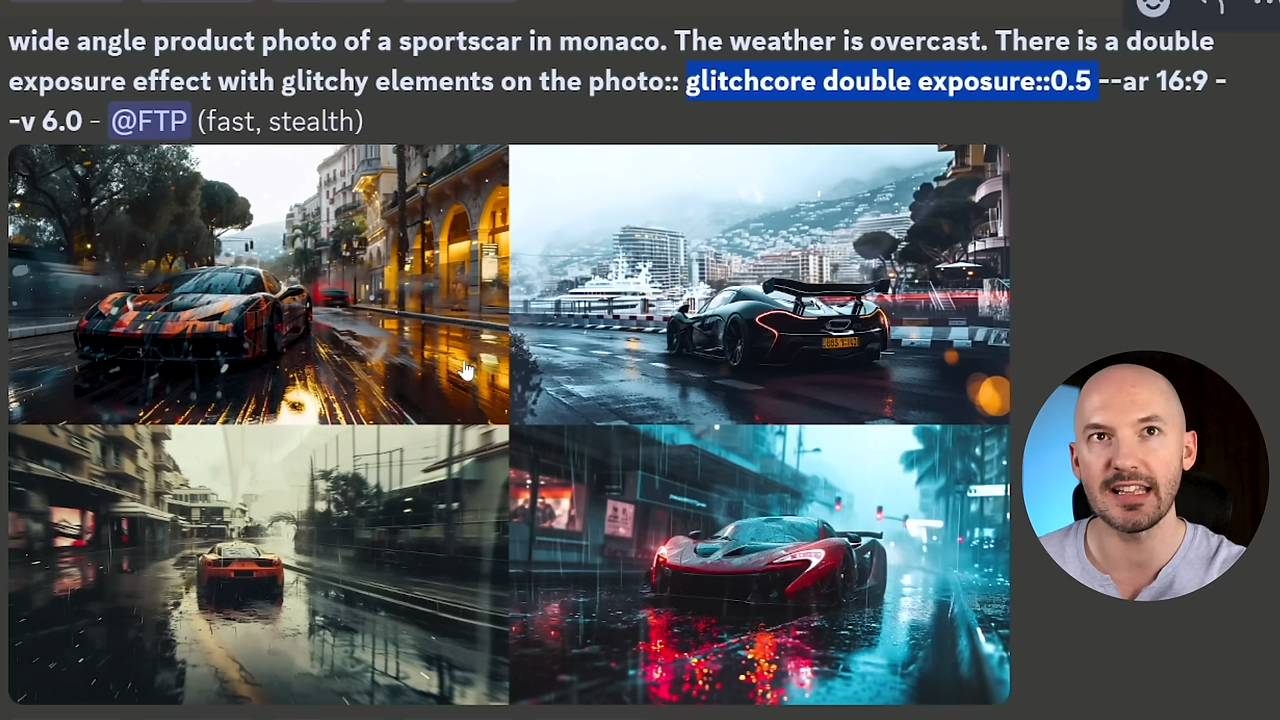 wide angle product photo of a sportscar in monaco. The weather is overcast. There is a double
exposure effect with glitchy elements on the photo:: glitchcore double exposure::0.5 --ar 16:9 -
-v 6.0 - @FTP (fast, stealth)